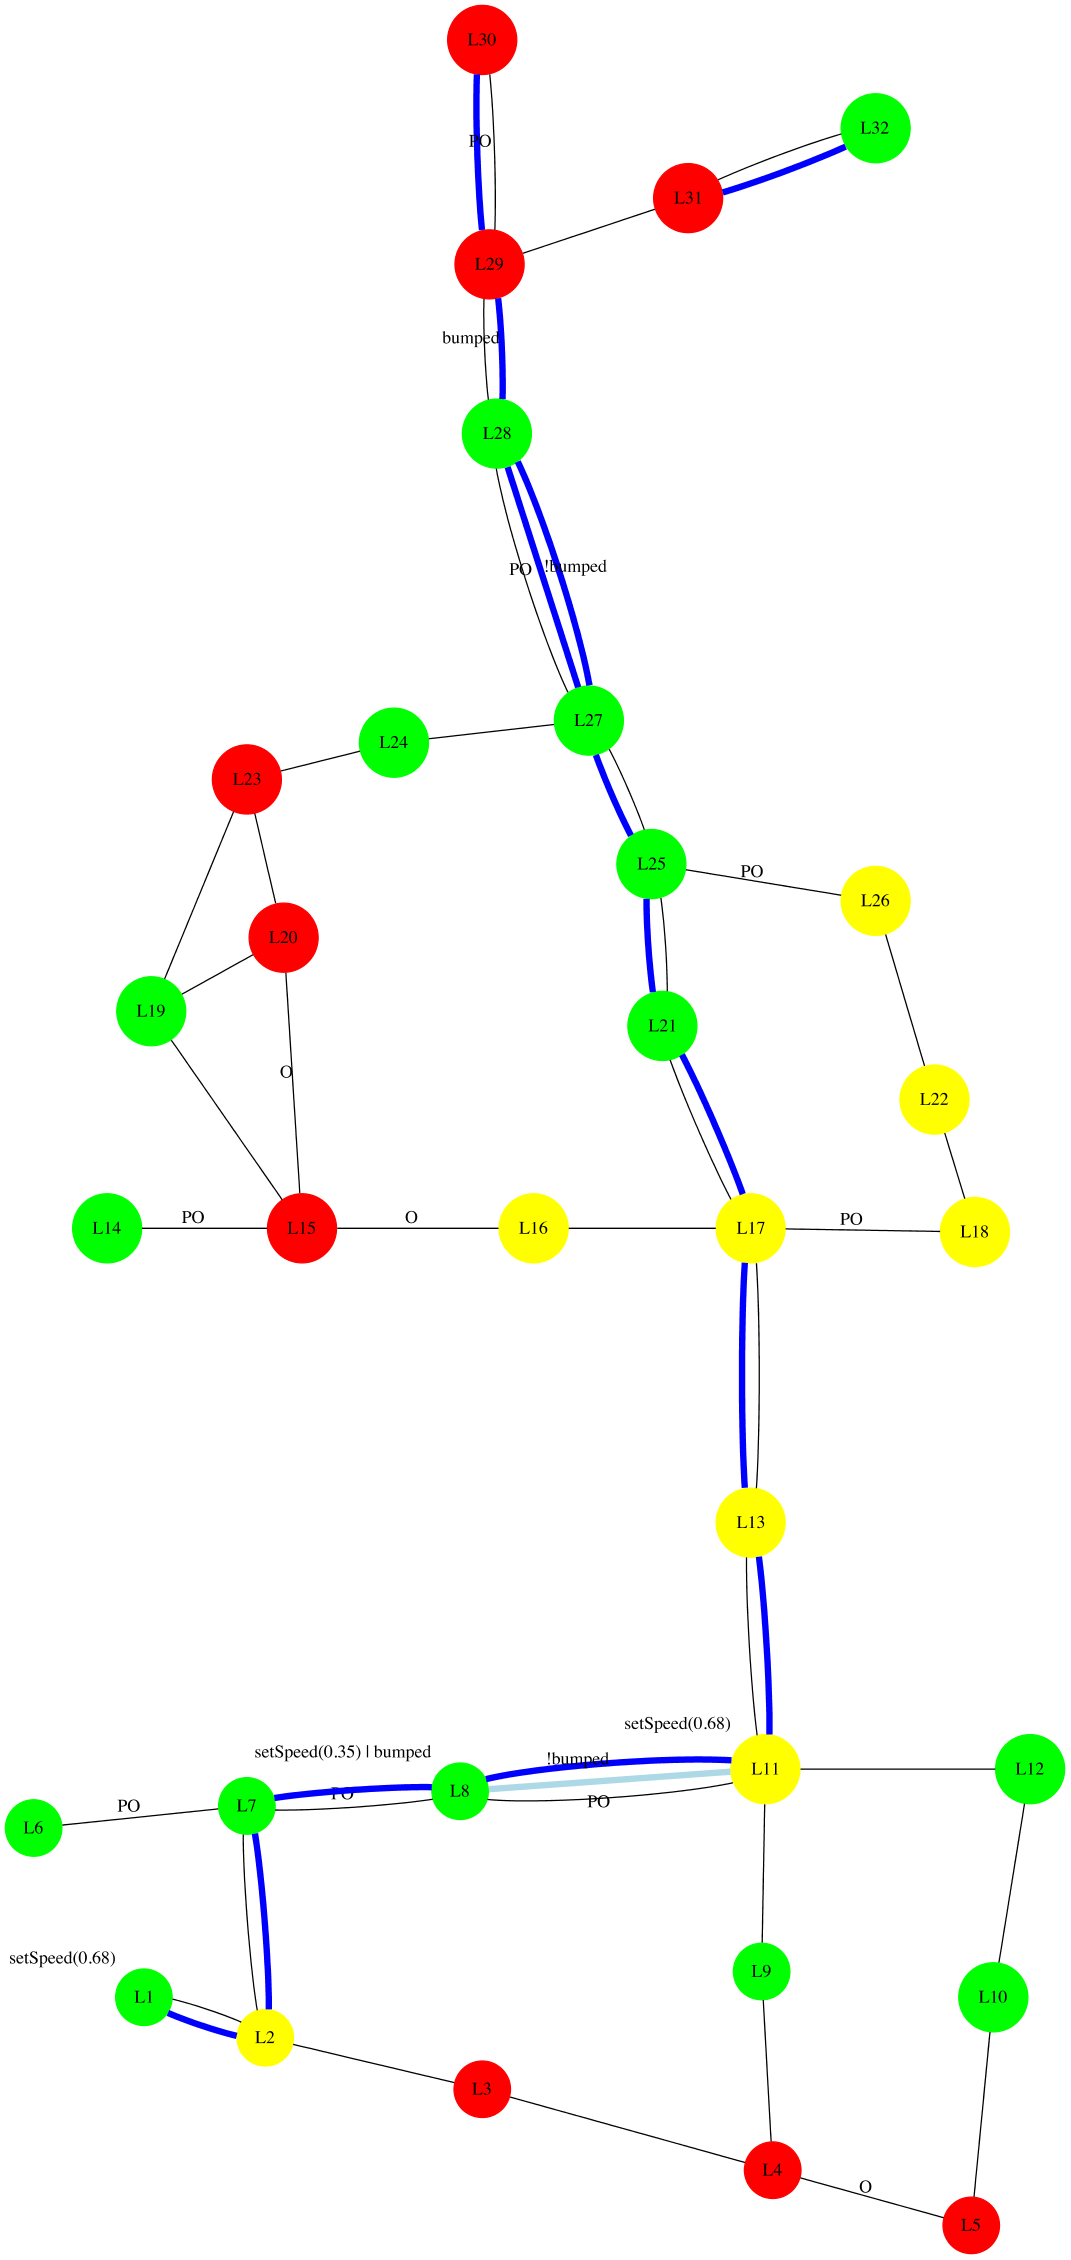 L30
L32
PO
L31
L29
bumped
L28
PO
!bumped
L27
L24
L23
L25
PO
L26
L20
L19
L21
O
L22
L14
PO
L15
O
L16
L17
PO
L18
L13
setSpeed(0.68)
setSpeed(0.35) | bumped
!bumped
L11
L12
L8
PO
PO
PO
L7
L6
setSpeed(0.68)
L9
L1
L10
L2
L3
L4
O
L5